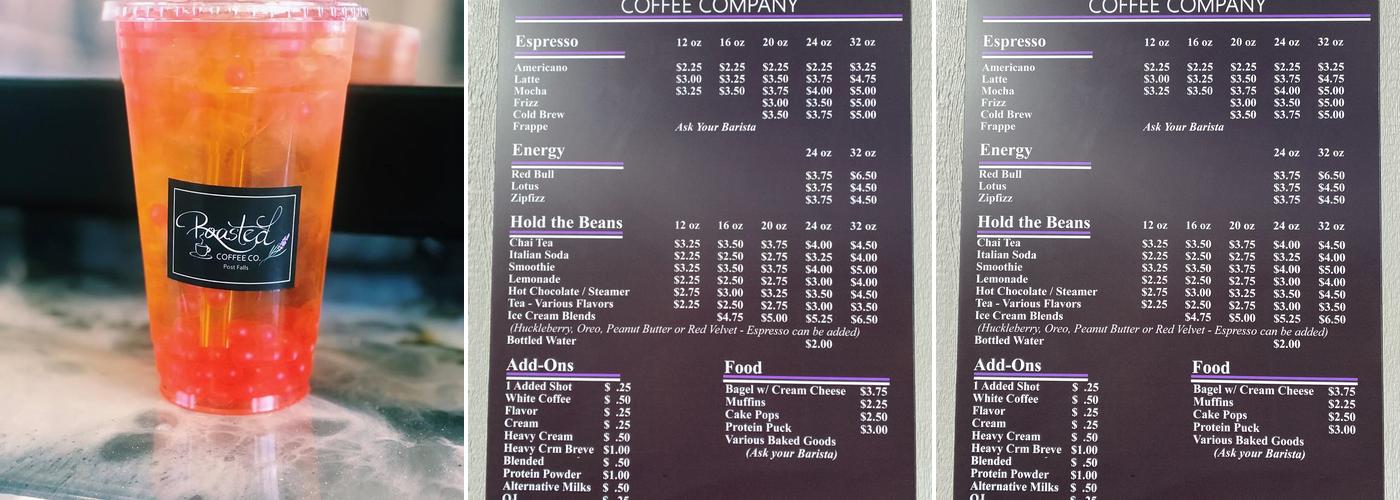 Roasted
COFFEE CO.
Post Falls
COFFEE COMPANY
Espresso 12 oz 16 oz 20 oz 24 oz 32 oz
Americano $2.25 $2.25 $2.25 $2.25 $3.25
Latte $3.00 $3.25 $3.50 $3.75 $4.75
Mocha $3.25 $3.50 $3.75 $4.00 $5.00
Frizz $3.00 $3.50 $5.00
Cold Brew $3.50 $3.75 $5.00
Frappe Ask Your Barista
Energy 24 oz 32 oz
Red Bull $3.75 $6.50
Lotus $3.75 $4.50
Zipfizz $3.75 $4.50
Hold the Beans 12 oz 16 oz 20 oz 24 oz 32 oz
Chai Tea $3.25 $3.50 $3.75 $4.00 $4.50
Italian Soda $2.25 $2.50 $2.75 $3.25 $4.00
Smoothie $3.25 $3.50 $3.75 $4.00 $5.00
Lemonade $2.25 $2.50 $2.75 $3.00 $4.00
Hot Chocolate / Steamer $2.75 $3.00 $3.25 $3.50 $4.50
Tea - Various Flavors $2.25 $2.50 $2.75 $3.00 $3.50
Ice Cream Blends $4.75 $5.00 $5.25 $6.50
(Huckleberry, Oreo, Peanut Butter or Red Velvet - Espresso can be added)
Bottled Water $2.00
Add-Ons
1 Added Shot $ .25
White Coffee $ .50
Flavor $ .25
Cream $ .25
Heavy Cream $ .50
Heavy Crm Breve $1.00
Blended $ .50
Protein Powder $1.00
Alternative Milks $ .50
Food
Bagel w/ Cream Cheese $3.75
Muffins $2.25
Cake Pops $2.50
Protein Puck $3.00
Various Baked Goods
(Ask your Barista)
COFFEE COMPANY
Espresso 12 oz 16 oz 20 oz 24 oz 32 oz
Americano $2.25 $2.25 $2.25 $2.25 $3.25
Latte $3.00 $3.25 $3.50 $3.75 $4.75
Mocha $3.25 $3.50 $3.75 $4.00 $5.00
Frizz $3.00 $3.50 $5.00
Cold Brew $3.50 $3.75 $5.00
Frappe Ask Your Barista
Energy 24 oz 32 oz
Red Bull $3.75 $6.50
Lotus $3.75 $4.50
Zipfizz $3.75 $4.50
Hold the Beans 12 oz 16 oz 20 oz 24 oz 32 oz
Chai Tea $3.25 $3.50 $3.75 $4.00 $4.50
Italian Soda $2.25 $2.50 $2.75 $3.25 $4.00
Smoothie $3.25 $3.50 $3.75 $4.00 $5.00
Lemonade $2.25 $2.50 $2.75 $3.00 $4.00
Hot Chocolate / Steamer $2.75 $3.00 $3.25 $3.50 $4.50
Tea - Various Flavors $2.25 $2.50 $2.75 $3.00 $3.50
Ice Cream Blends $4.75 $5.00 $5.25 $6.50
(Huckleberry, Oreo, Peanut Butter or Red Velvet - Espresso can be added)
Bottled Water $2.00
Add-Ons
1 Added Shot $ .25
White Coffee $ .50
Flavor $ .25
Cream $ .25
Heavy Cream $ .50
Heavy Crm Breve $1.00
Blended $ .50
Protein Powder $1.00
Alternative Milks $ .50
Food
Bagel w/ Cream Cheese $3.75
Muffins $2.25
Cake Pops $2.50
Protein Puck $3.00
Various Baked Goods
(Ask your Barista)